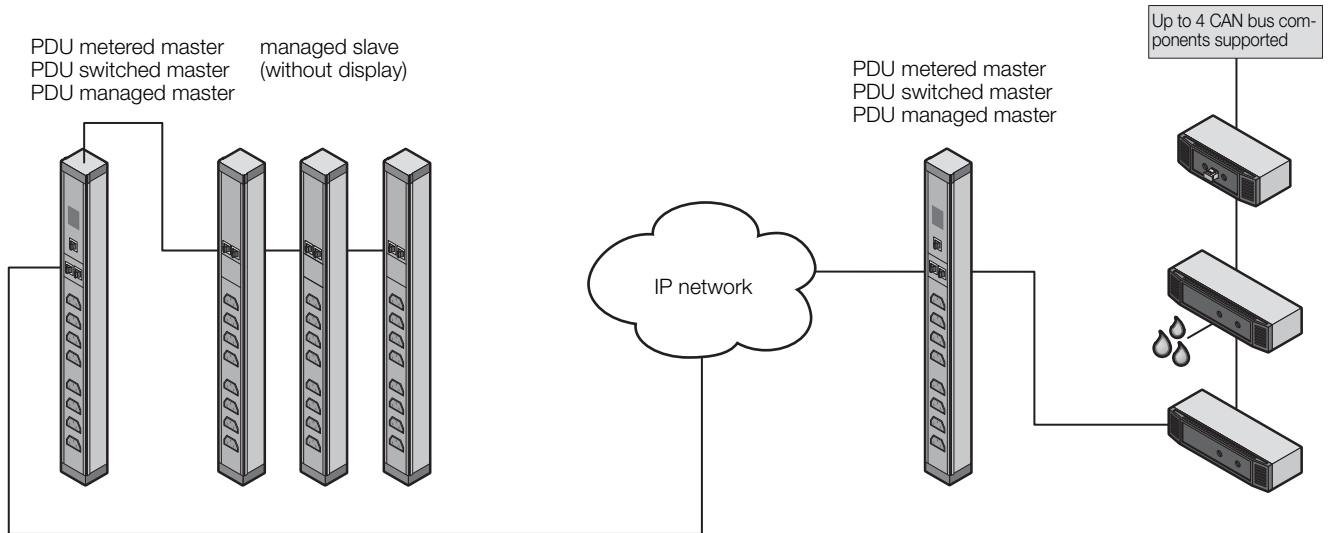 PDU metered master
PDU switched master
PDU managed master
managed slave
(without display)
IP network
PDU metered master
PDU switched master
PDU managed master
Up to 4 CAN bus com-
ponents supported